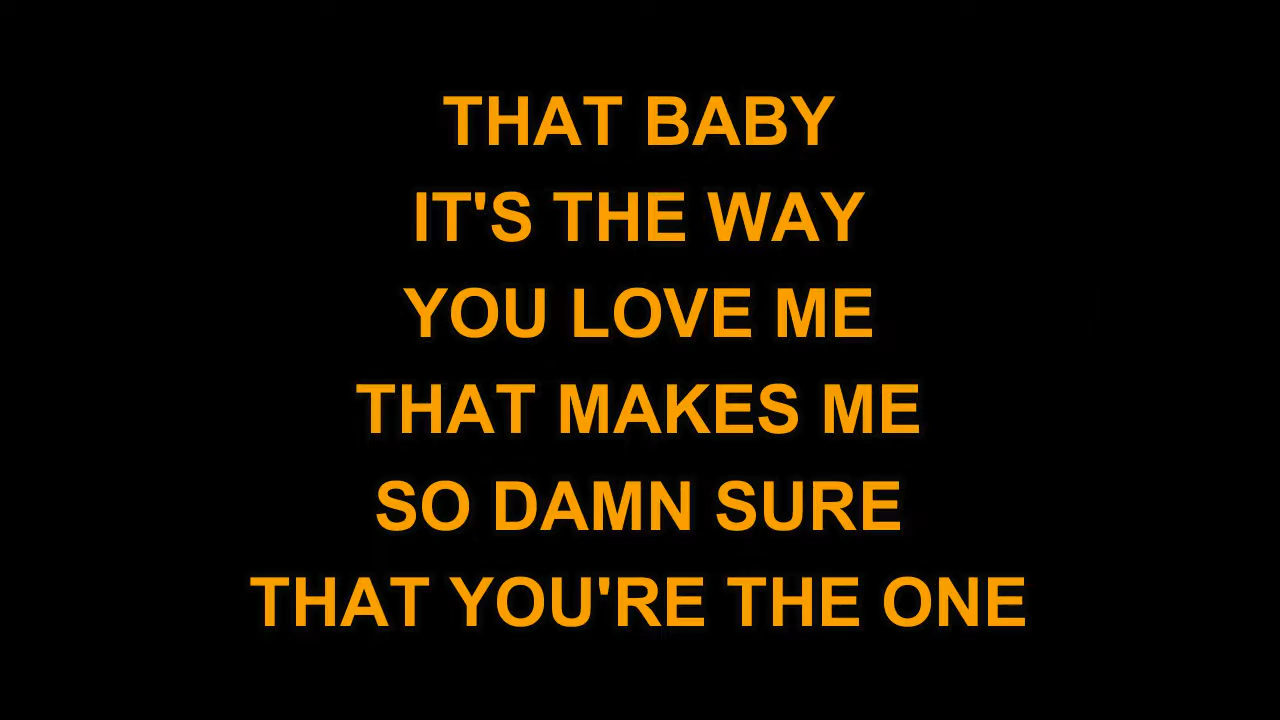 THAT BABY
IT'S THE WAY
YOU LOVE ME
THAT MAKES ME
SO DAMN SURE
THAT YOU'RE THE ONE